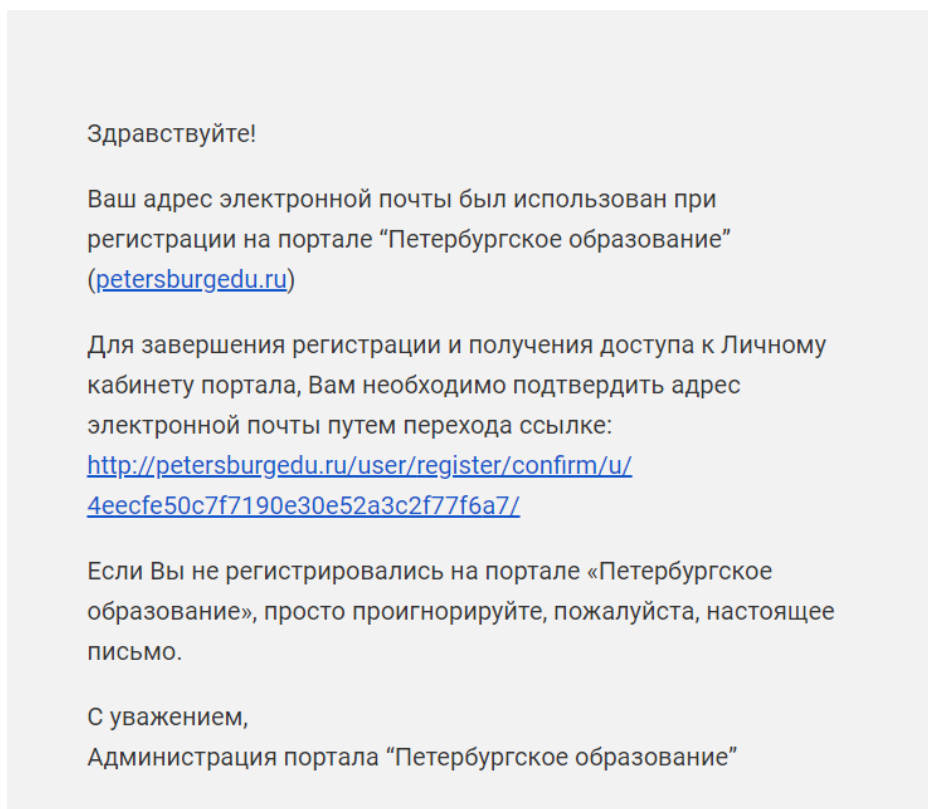 Здравствуйте!
Ваш адрес электронной почты был использован при
регистрации на портале “Петербургское образование”
(petersburgedu.ru)
Для завершения регистрации и получения доступа к Личному
кабинету портала, Вам необходимо подтвердить адрес
электронной почты путем перехода ссылке:
http://petersburgedu.ru/user/register/confirm/u/
4eecfe50c7f7190e30e52a3c2f77f6a7/
Если Вы не регистрировались на портале «Петербургское
образование», просто проигнорируйте, пожалуйста, настоящее
письмо.
С уважением,
Администрация портала “Петербургское образование”